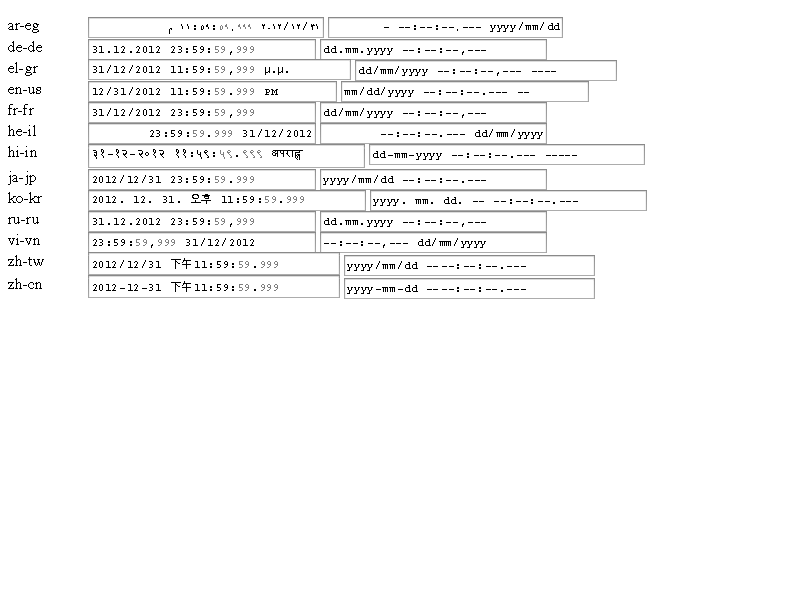 ar-eg ٣١/١٢/٢٠١٢ ١١:٥٩:٥٩.٩٩٩ م - --:--:--.--- yyyy/mm/dd
de-de 31.12.2012 23:59:59,999 dd.mm.yyyy --:--:--,---
el-gr 31/12/2012 11:59:59,999 μ.μ. dd/mm/yyyy --:--:--,--- ----
en-us 12/31/2012 11:59:59.999 PM mm/dd/yyyy --:--:--.--- --
fr-fr 31/12/2012 23:59:59,999 dd/mm/yyyy --:--:--,---
he-il 23:59:59.999 31/12/2012 --:--:--.--- dd/mm/yyyy
hi-in ३१-१२-२०१२ ११:५९:५९.९९९ अपराह्न dd-mm-yyyy --:--:--.--- -----
ja-jp 2012/12/31 23:59:59.999 yyyy/mm/dd --:--:--.---
ko-kr 2012. 12. 31. 오후 11:59:59.999 yyyy. mm. dd. -- --:--:--.---
ru-ru 31.12.2012 23:59:59,999 dd.mm.yyyy --:--:--,---
vi-vn 23:59:59,999 31/12/2012 --:--:--,--- dd/mm/yyyy
zh-tw 2012/12/31 下午11:59:59.999 yyyy/mm/dd ----:--:--.---
zh-cn 2012-12-31 下午11:59:59.999 yyyy-mm-dd ----:--:--.---